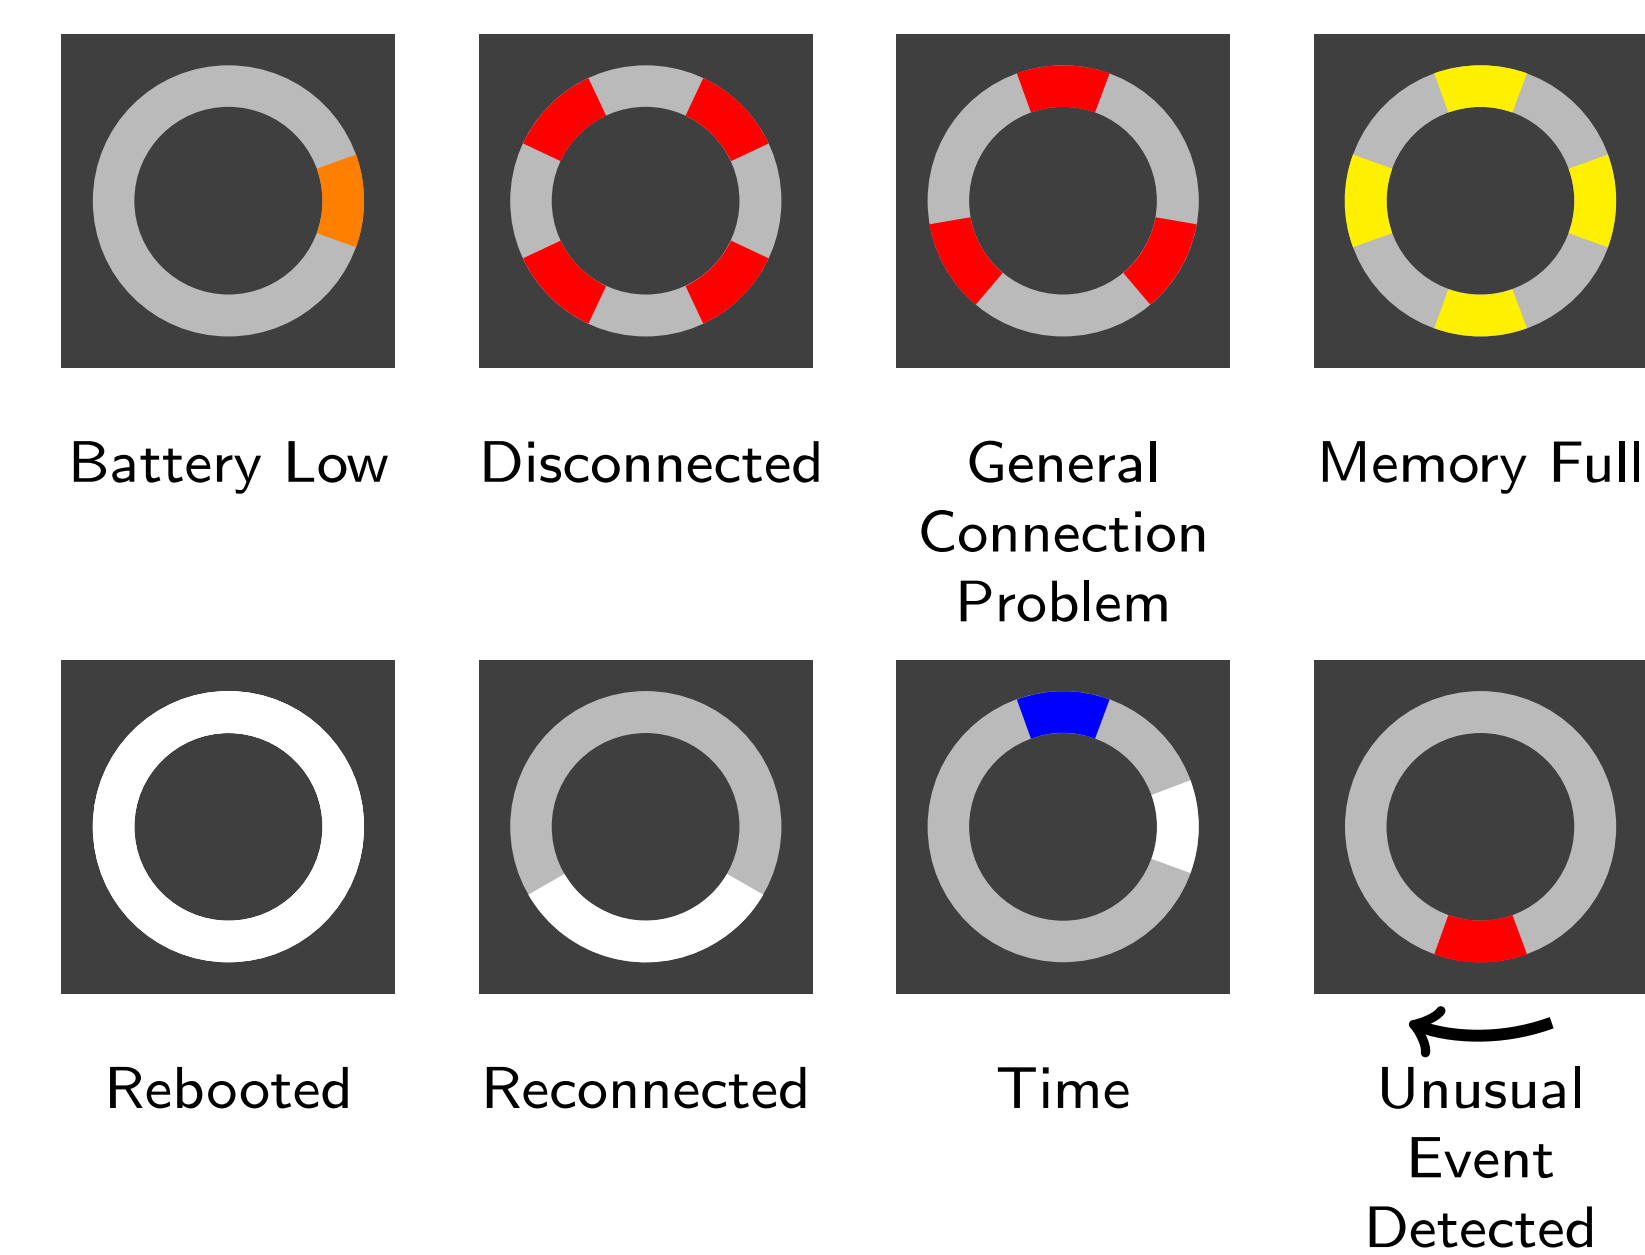 Battery Low
Disconnected
General
Connection
Problem
Memory Full
Rebooted
Reconnected
Time
Unusual
Event
Detected